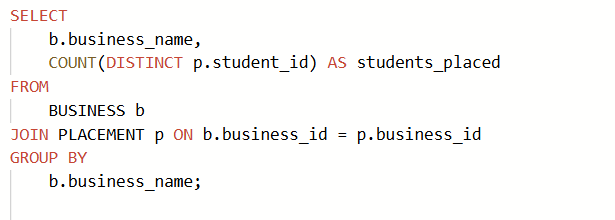 SELECT
b.business_name,
COUNT(DISTINCT p.student_id) AS students_placed
FROM
BUSINESS b
JOIN PLACEMENT p ON b.business_id = p.business_id
GROUP BY
b.business_name;